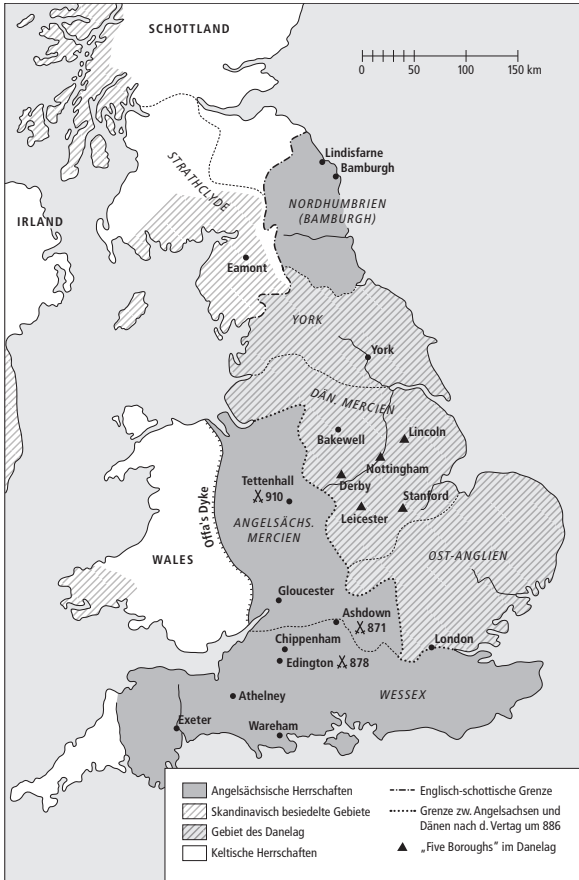 SCHOTTLAND
0 50 100 150 km
Lindisfarne
Bamburgh
STRATHCLYDE
NORDHUMBRIEN
(BAMBURGH)
IRLAND
Eamont
YORK
York
DÄN. MERCIEN
Bakewell
Lincoln
Nottingham
Derby
Tettenhall
910
Stanford
Leicester
ANGELSÄCHS.
MERCIEN
Offa's Dyke
OST-ANGLIEN
WALES
Gloucester
Ashdown
871
Chippenham
London
Edington 878
Athelney
WESSEX
Exeter
Wareham
Angelsächsische Herrschaften
Skandinavisch besiedelte Gebiete
Gebiet des Danelag
Keltische Herrschaften
Englisch-schottische Grenze
Grenze zw. Angelsachsen und
Dänen nach d. Vertag um 886
„Five Boroughs" im Danelag